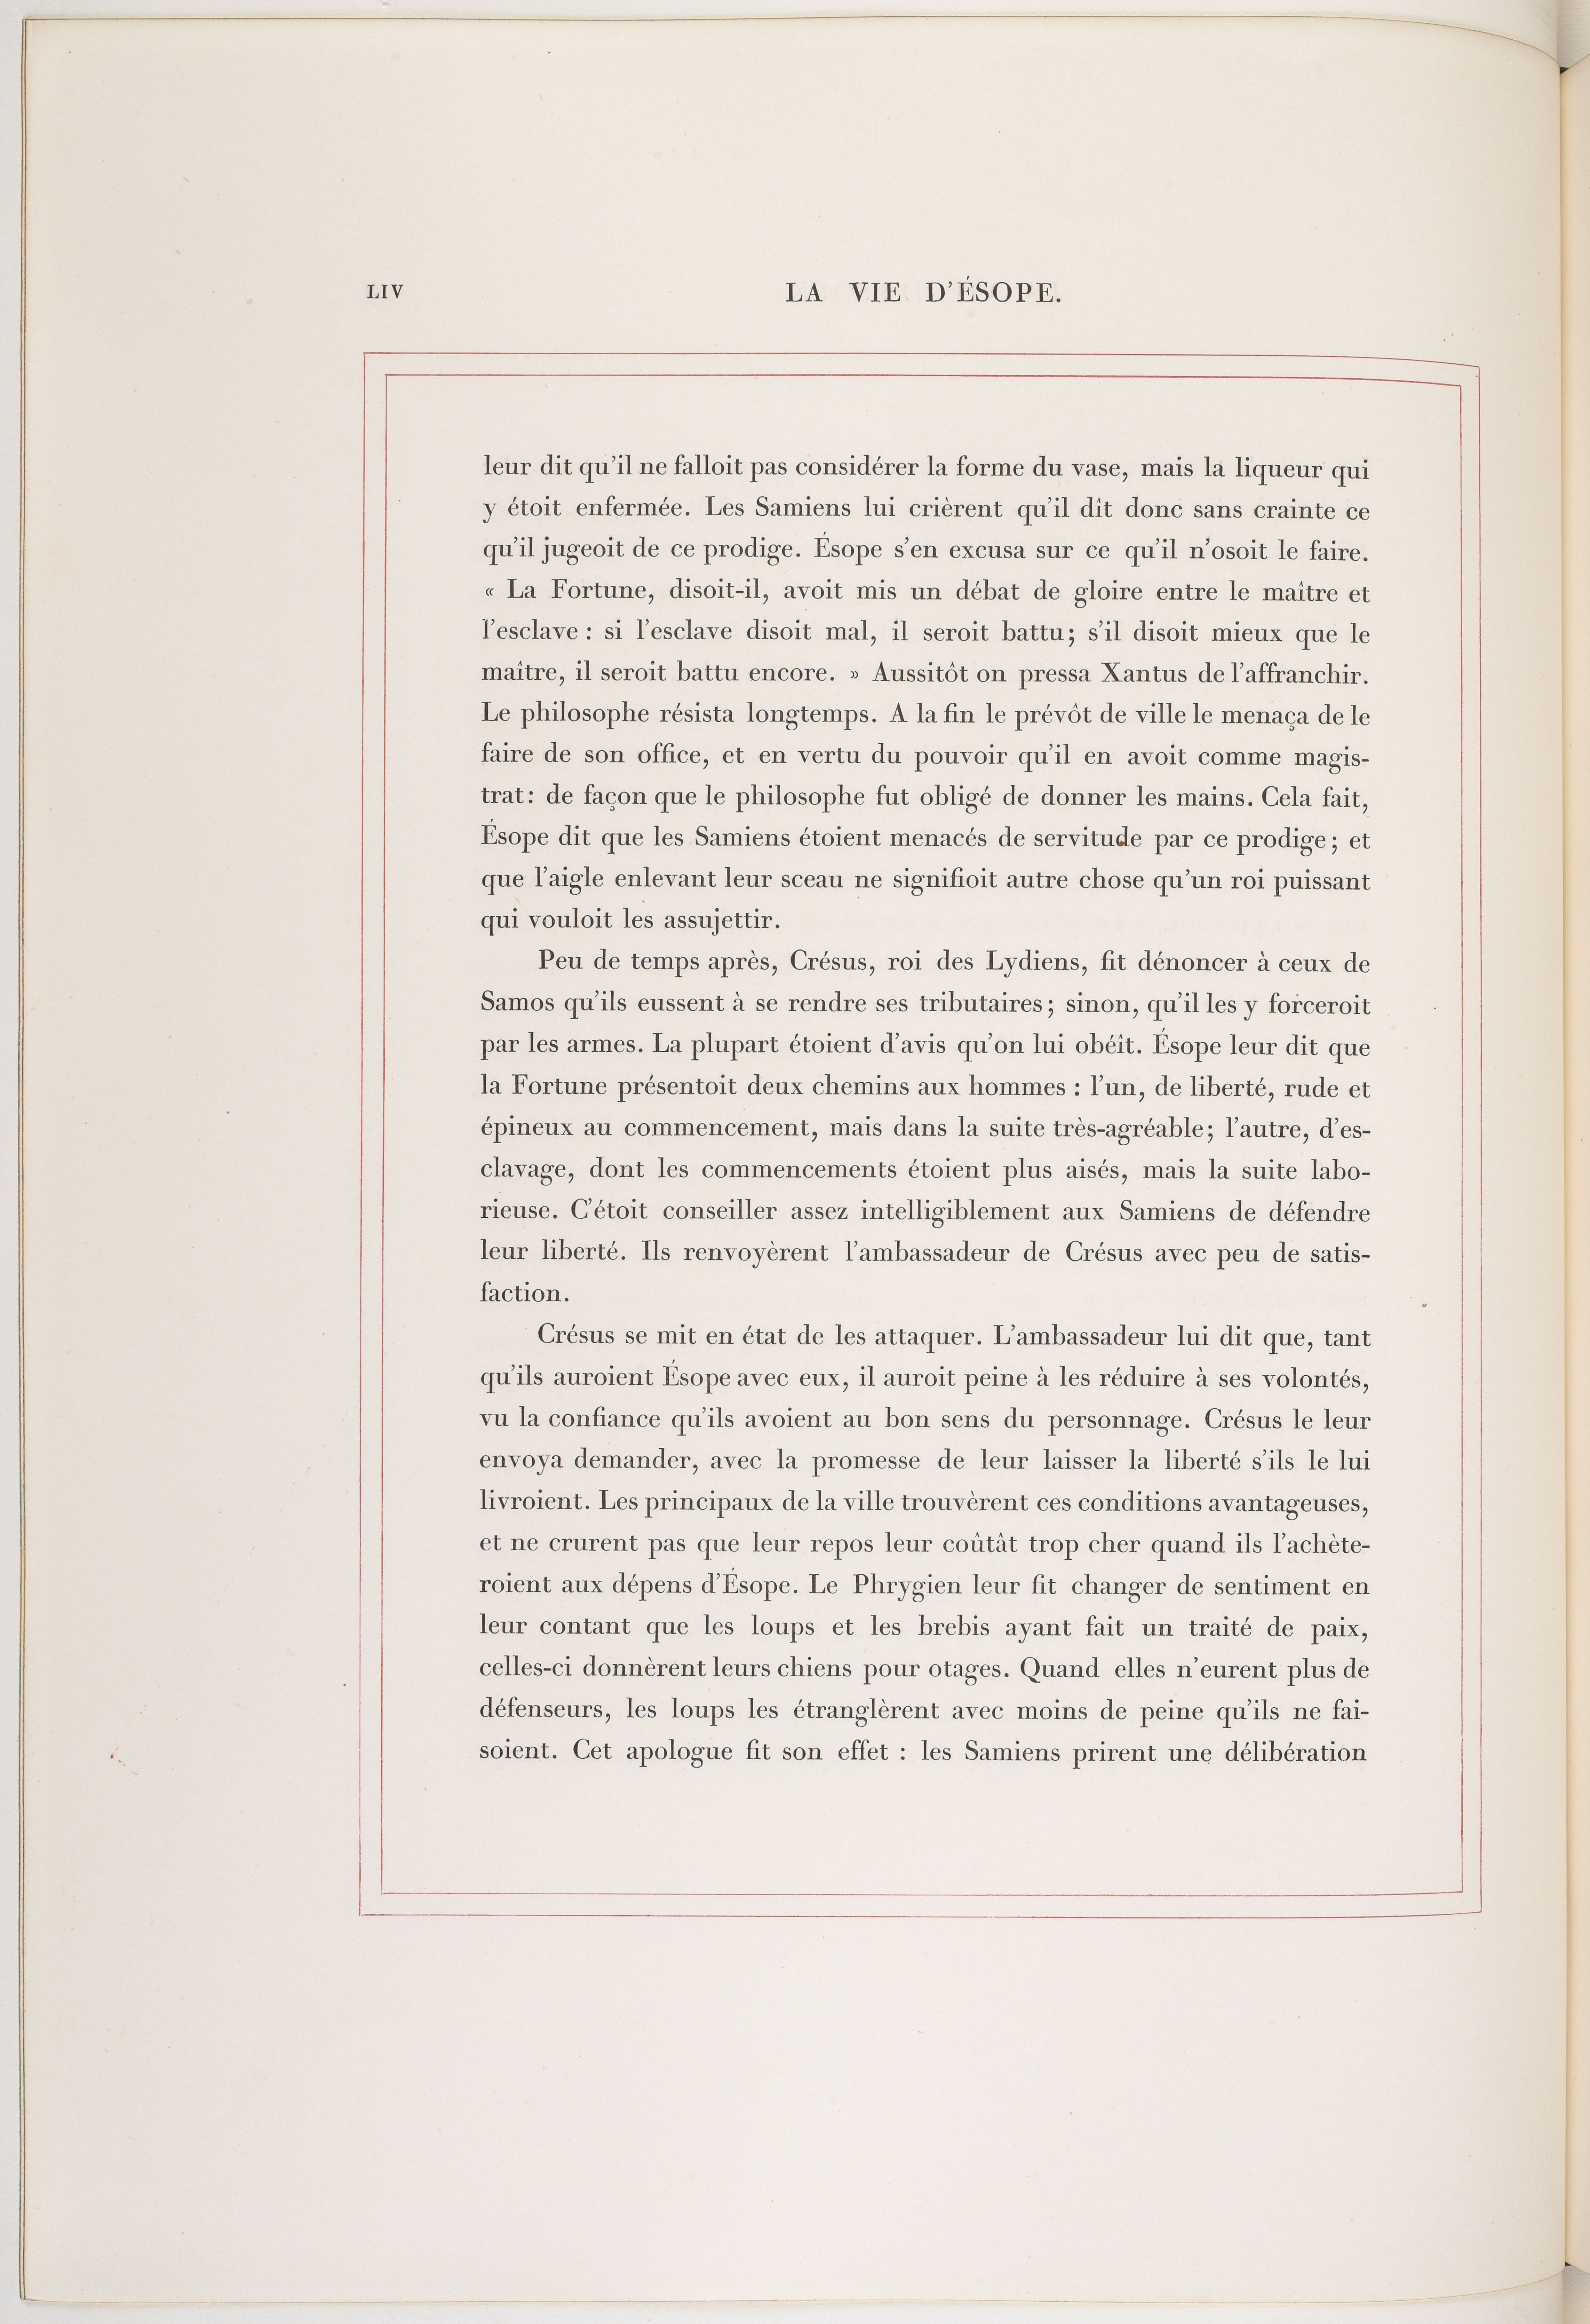 LIV
LA VIE D'ÉSOPE.
leur dit qu'il ne falloit pas considérer la forme du vase, mais la liqueur qui
y étoit enfermée. Les Samiens lui crièrent qu'il dît donc sans crainte ce
qu'il jugeoit de ce prodige. Ésope s'en excusa sur ce qu'il n'osoit le faire.
« La Fortune, disoit-il, avoit mis un débat de gloire entre le maître et
l'esclave : si l'esclave disoit mal, il seroit battu; s'il disoit mieux que le
maître, il seroit battu encore. » Aussitôt on pressa Xantus de l'affranchir.
Le philosophe résista longtemps. A la fin le prévôt de ville le menaça de le
faire de son office, et en vertu du pouvoir qu'il en avoit comme magis-
trat: de façon que le philosophe fut obligé de donner les mains. Cela fait,
Ésope dit que les Samiens étoient menacés de servitude par ce prodige; et
que l'aigle enlevant leur sceau ne signifioit autre chose qu'un roi puissant
qui vouloit les assujettir.
Peu de temps après, Crésus, roi des Lydiens, fit dénoncer à ceux de
Samos qu'ils eussent à se rendre ses tributaires; sinon, qu'il les y forceroit
par les armes. La plupart étoient d'avis qu'on lui obéît. Ésope leur dit que
la Fortune présentoit deux chemins aux hommes : l'un, de liberté, rude et
épineux au commencement, mais dans la suite très-agréable; l'autre, d'es-
clavage, dont les commencements étoient plus aisés, mais la suite labo-
rieuse. C'étoit conseiller assez intelligiblement aux Samiens de défendre
leur liberté. Ils renvoyèrent l'ambassadeur de Crésus avec peu de satis-
faction.
Crésus se mit en état de les attaquer. L'ambassadeur lui dit que, tant
qu'ils auroient Ésope avec eux, il auroit peine à les réduire à ses volontés,
vu la confiance qu'ils avoient au bon sens du personnage. Crésus le leur
envoya demander, avec la promesse de leur laisser la liberté s'ils le lui
livroient. Les principaux de la ville trouvèrent ces conditions avantageuses,
et ne crurent pas que leur repos leur coûtât trop cher quand ils l'achète-
roient aux dépens d'Ésope. Le Phrygien leur fit changer de sentiment en
leur contant que les loups et les brebis ayant fait un traité de paix,
celles-ci donnèrent leurs chiens pour otages. Quand elles n'eurent plus de
défenseurs, les loups les étranglèrent avec moins de peine qu'ils ne fai-
soient. Cet apologue fit son effet : les Samiens prirent une délibération